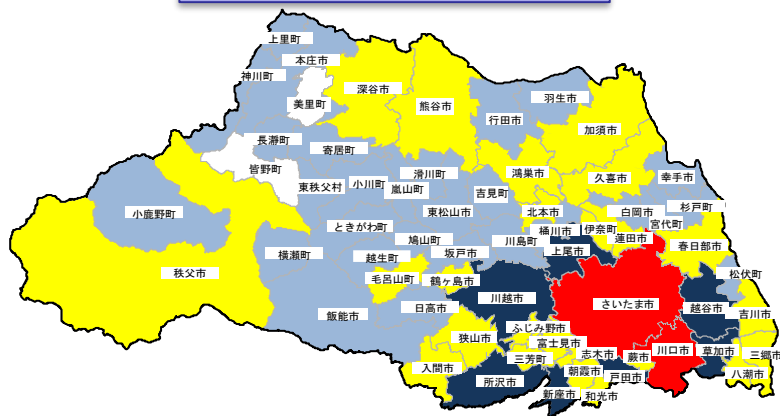 上里町
本庄市
神川町
美里町
深谷市
熊谷市
行田市
羽生市
加須市
長瀞町
寄居町
皆野町
東秩父村
小川町
嵐山町
滑川町
吉見町
鴻巣市
久喜市
幸手市
小鹿野町
ときがわ町
東松山市
北本市
白岡市
杉戸町
宮代町
桶川市
伊奈町
蓮田市
春日部市
横瀬町
越生町
鳩山町
坂戸市
川島町
上尾市
秩父市
毛呂山町
鶴ヶ島市
川越市
さいたま市
越谷市
松伏町
吉川市
飯能市
日高市
狭山市
ふじみ野市
富士見市
三芳町
志木市
蕨市
川口市
草加市
三郷市
入間市
所沢市
新座市
朝霞市
和光市
戸田市
八潮市